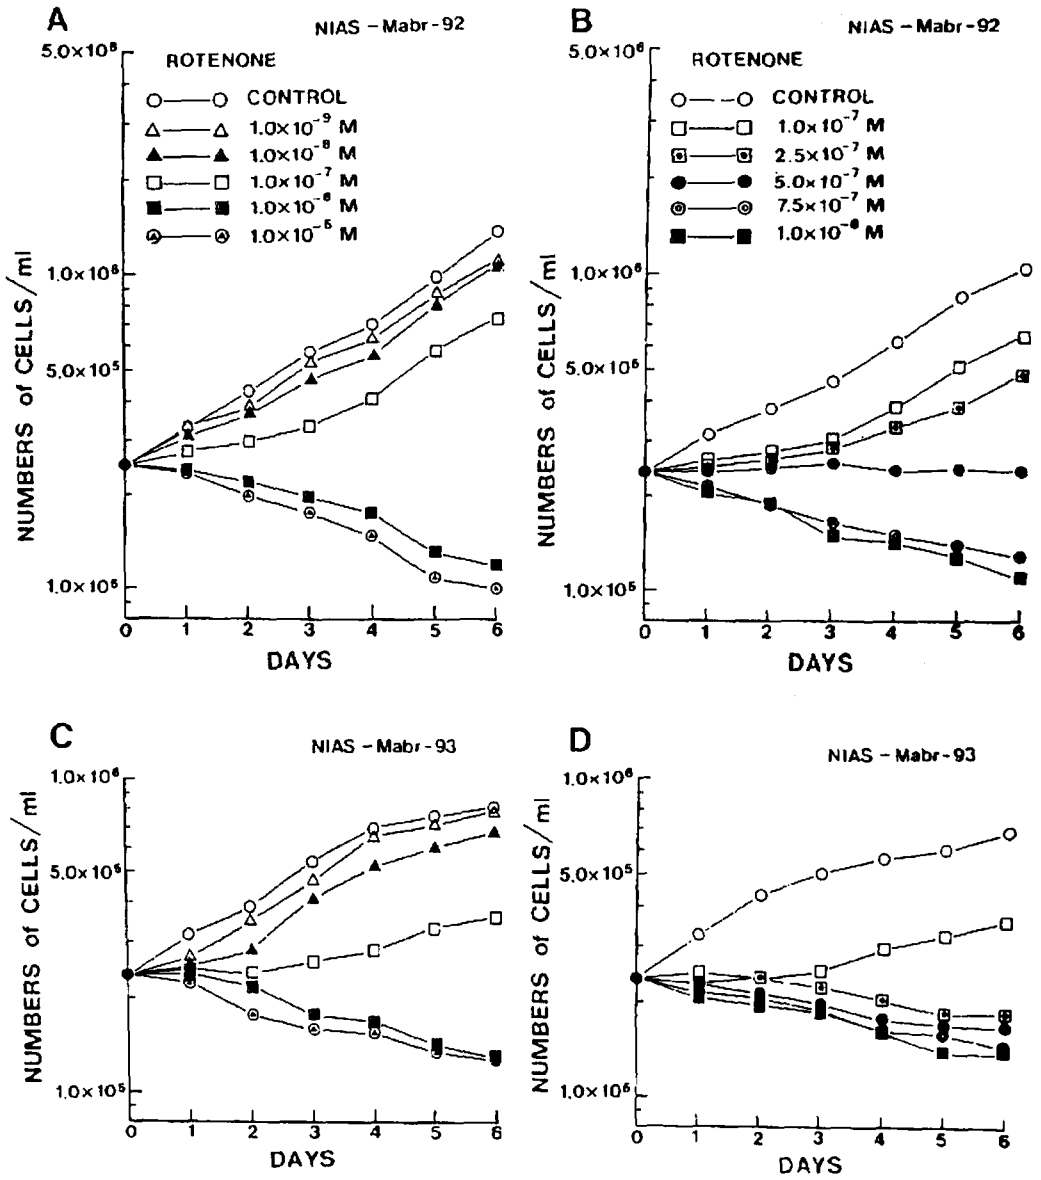 A
NIAS – Mabr – 92
5.0×10⁶
ROTENONE
CONTROL
1.0×10⁻⁹ M
1.0×10⁻⁸ M
1.0×10⁻⁷ M
1.0×10⁻⁶ M
1.0×10⁻⁵ M
1.0×10⁶
5.0×10⁵
1.0×10⁵
NUMBERS of CELLS/ml
0 1 2 3 4 5 6
DAYS
B
NIAS – Mabr – 92
5.0×10⁶
ROTENONE
CONTROL
1.0×10⁻⁷ M
2.5×10⁻⁷ M
5.0×10⁻⁷ M
7.5×10⁻⁷ M
1.0×10⁻⁶ M
1.0×10⁶
5.0×10⁵
1.0×10⁵
NUMBERS of CELLS/ml
0 1 2 3 4 5 6
DAYS
C
NIAS – Mabr – 93
1.0×10⁶
5.0×10⁵
1.0×10⁵
NUMBERS of CELLS/ml
0 1 2 3 4 5 6
DAYS
D
NIAS – Mabr – 93
1.0×10⁶
5.0×10⁵
1.0×10⁶
NUMBERS of CELLS/ml
0 1 2 3 4 5 6
DAYS